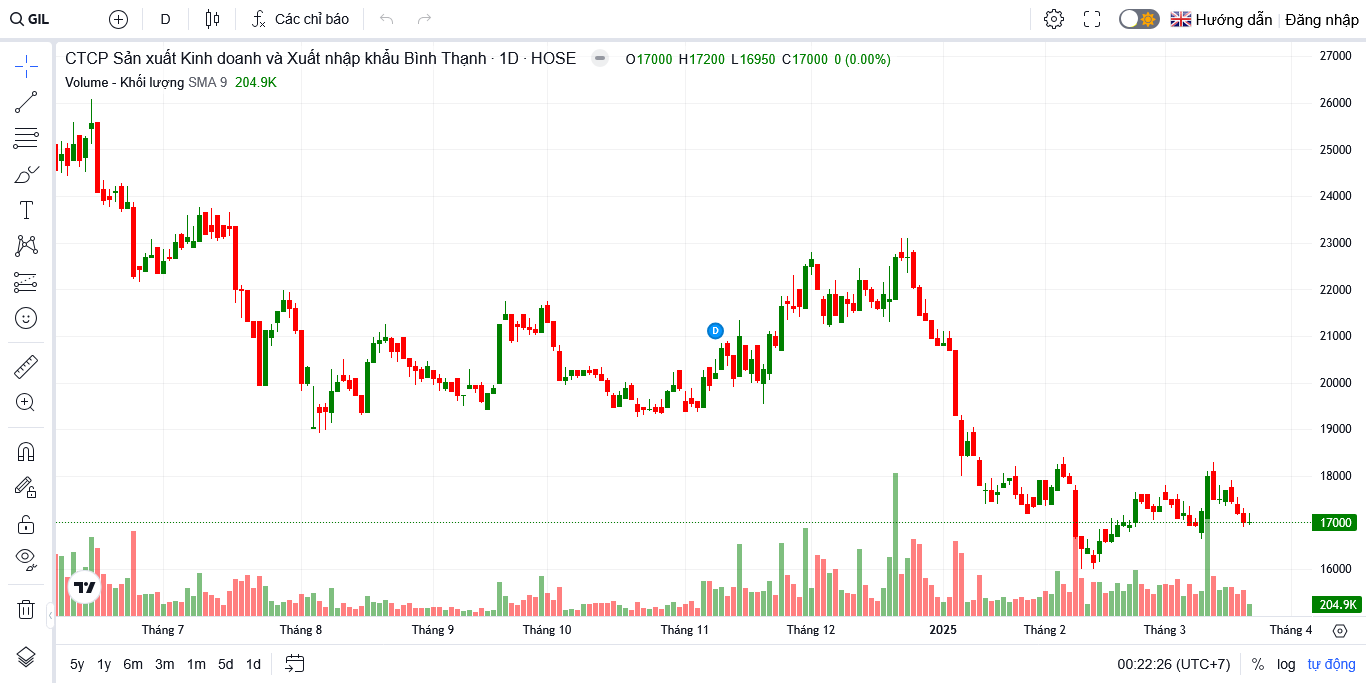 GIL D Các chỉ báo Hướng dẫn Đăng nhập
CTCP Sản xuất Kinh doanh và Xuất nhập khẩu Bình Thạnh · 1D · HOSE O17000 H17200 L16950 C17000 0 (0.00%)
Volume - Khối lượng SMA 9 204.9K
27000
26000
25000
24000
23000
22000
21000
20000
19000
18000
17000
16000
204.9K
D
Tháng 7 Tháng 8 Tháng 9 Tháng 10 Tháng 11 Tháng 12 2025 Tháng 2 Tháng 3 Tháng 4
5y 1y 6m 3m 1m 5d 1d 00:22:26 (UTC+7) % log tự động